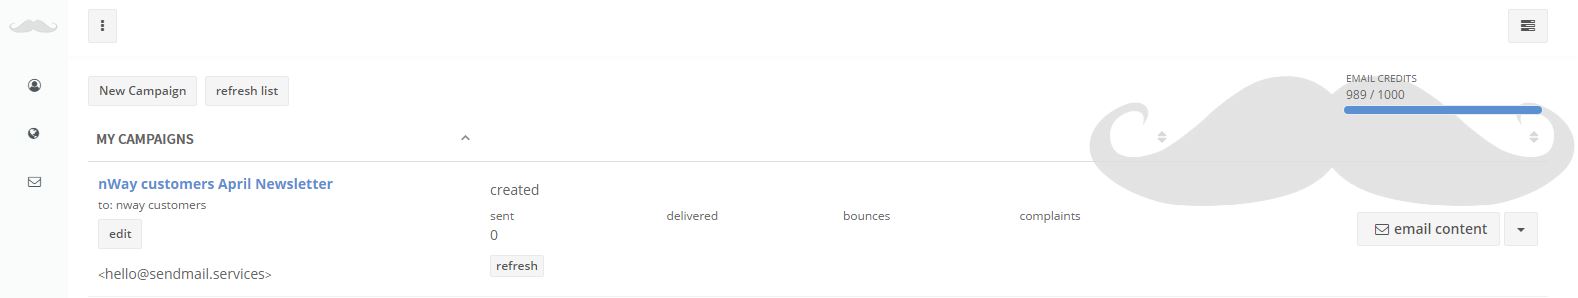 New Campaign refresh list
EMAIL CREDITS
989 / 1000
MY CAMPAIGNS
nWay customers April Newsletter
to: nway customers
edit
<hello@sendmail.services>
created
sent delivered bounces complaints
0
refresh
email content